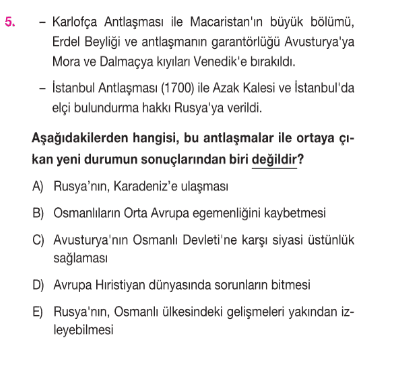 5. – Karlofça Antlaşması ile Macaristan'ın büyük bölümü,
Erdel Beyliği ve antlaşmanın garantörlüğü Avusturya'ya
Mora ve Dalmaçya kıyıları Venedik'e bırakıldı.
– İstanbul Antlaşması (1700) ile Azak Kalesi ve İstanbul'da
elçi bulundurma hakkı Rusya'ya verildi.
Aşağıdakilerden hangisi, bu antlaşmalar ile ortaya çı-
kan yeni durumun sonuçlarından biri değildir?
A) Rusya'nın, Karadeniz'e ulaşması
B) Osmanlıların Orta Avrupa egemenliğini kaybetmesi
C) Avusturya'nın Osmanlı Devleti'ne karşı siyasi üstünlük
sağlaması
D) Avrupa Hıristiyan dünyasında sorunların bitmesi
E) Rusya'nın, Osmanlı ülkesindeki gelişmeleri yakından iz-
leyebilmesi